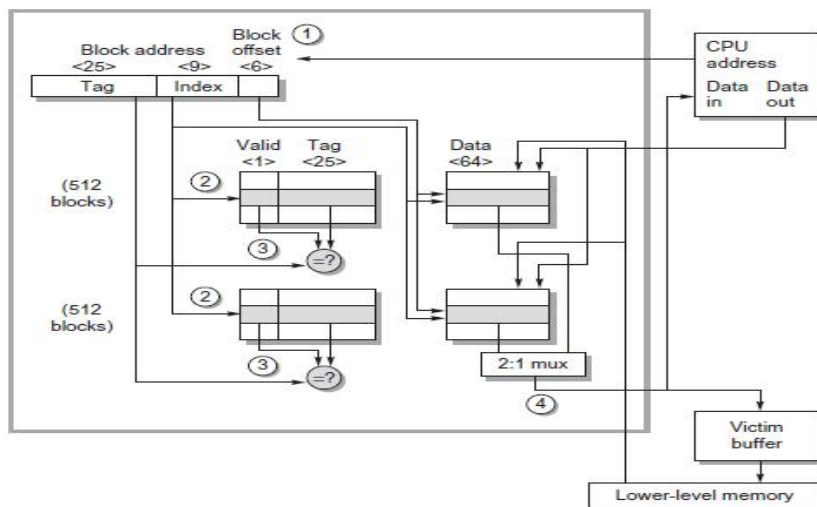 Block address
Block offset
1
<25>
<9>
<6>
Tag
Index
CPU address
Data in
Data out
Valid <1>
Tag <25>
Data <64>
(512 blocks)
2
3
=?
(512 blocks)
2
3
=?
2:1 mux
4
Victim buffer
Lower-level memory